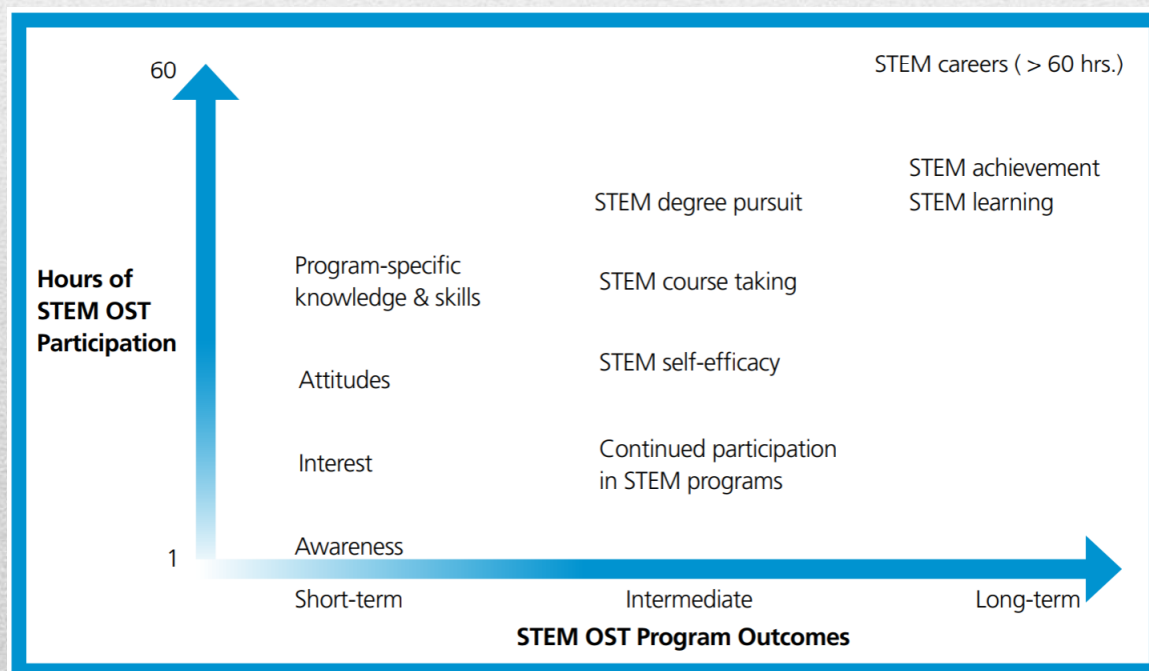 60
STEM careers ( > 60 hrs.)
STEM achievement
STEM degree pursuit
STEM learning
Hours of
STEM OST
Participation
Program-specific
knowledge & skills
STEM course taking
STEM self-efficacy
Attitudes
Interest
Continued participation
in STEM programs
Awareness
1
Short-term
Intermediate
Long-term
STEM OST Program Outcomes